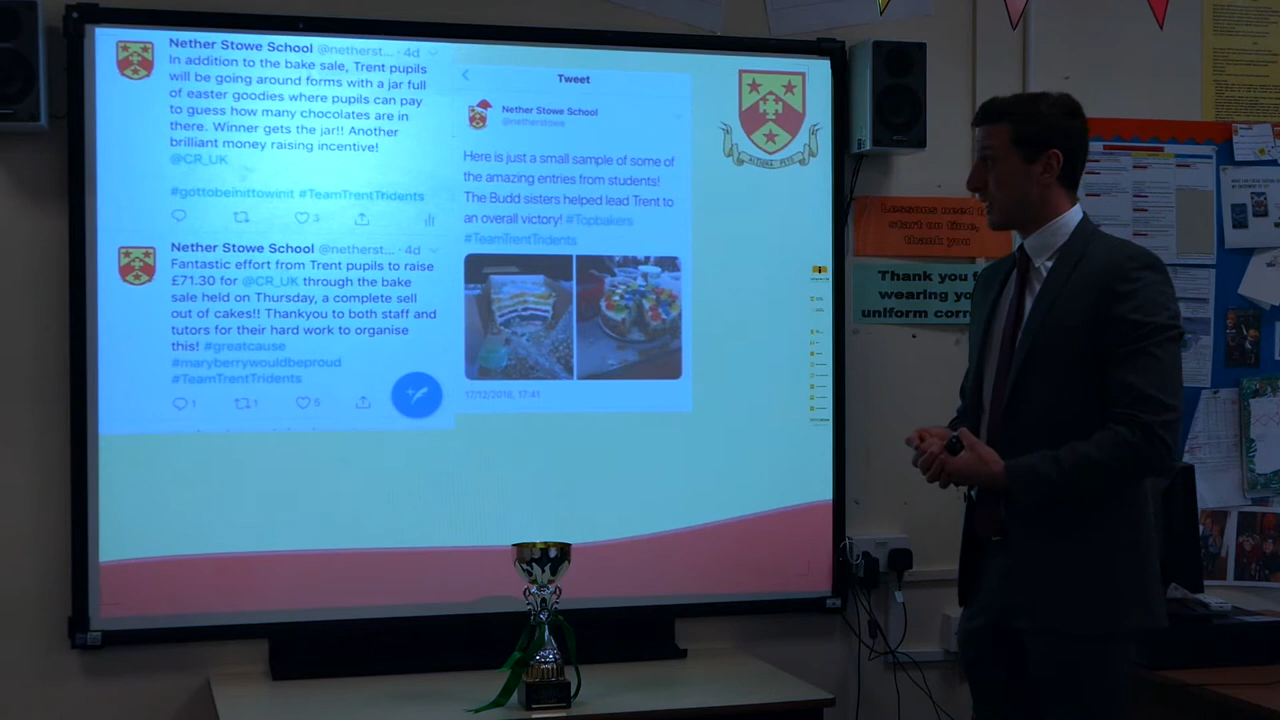 Nether Stowe School @netherst... · 4d
In addition to the bake sale, Trent pupils
will be going around forms with a jar full
of easter goodies where pupils can pay
to guess how many chocolates are in
there. Winner gets the jar!! Another
brilliant money raising incentive!
@CR_UK
#gottobeinittowinit #TeamTrentTridents
3
Nether Stowe School @netherst... · 4d
Fantastic effort from Trent pupils to raise
£71.30 for @CR_UK through the bake
sale held on Thursday, a complete sell
out of cakes!! Thankyou to both staff and
tutors for their hard work to organise
this! #greatcause
#maryberrywouldbeproud
#TeamTrentTridents
1 1 5
Tweet
Nether Stowe School
@netherstowe
Here is just a small sample of some of
the amazing entries from students!
The Budd sisters helped lead Trent to
an overall victory! #Topbakers
#TeamTrentTridents
17/12/2018, 17:41
Lessons need
start on time,
thank you
Thank you f
wearing yo
uniform corr